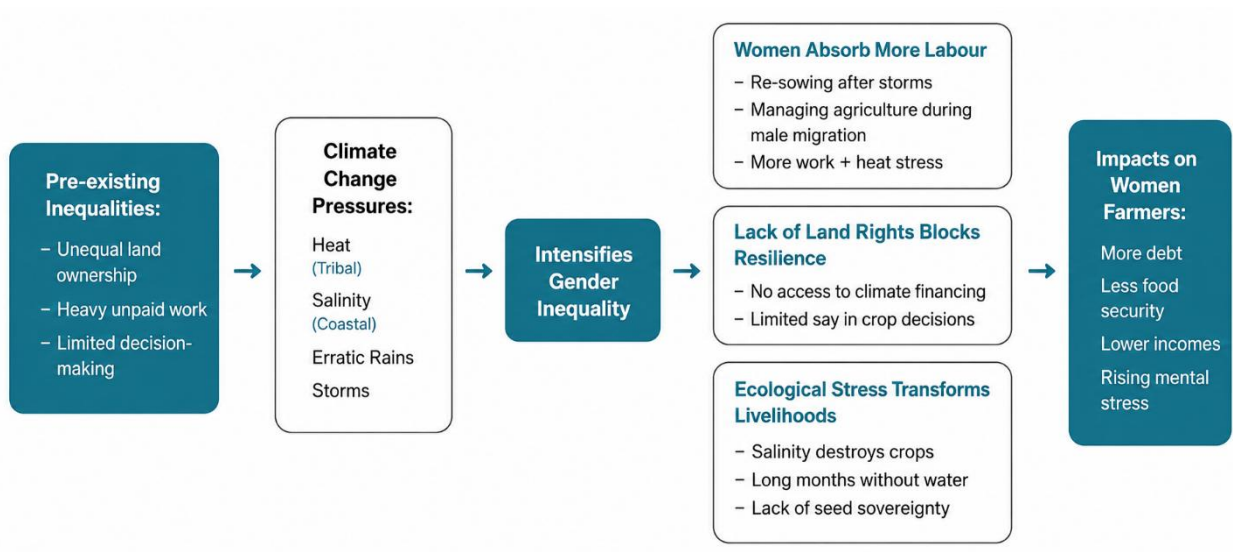 Pre-existing
Inequalities:
– Unequal land
ownership
– Heavy unpaid work
– Limited decision-
making
Climate
Change
Pressures:
Heat
(Tribal)
Salinity
(Coastal)
Erratic Rains
Storms
Intensifies
Gender
Inequality
Women Absorb More Labour
– Re-sowing after storms
– Managing agriculture during
male migration
– More work + heat stress
Lack of Land Rights Blocks
Resilience
– No access to climate financing
– Limited say in crop decisions
Ecological Stress Transforms
Livelihoods
– Salinity destroys crops
– Long months without water
– Lack of seed sovereignty
Impacts on
Women
Farmers:
More debt
Less food
security
Lower incomes
Rising mental
stress